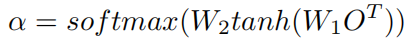 α = softmax(W₂tanh(W₁Oᵀ))